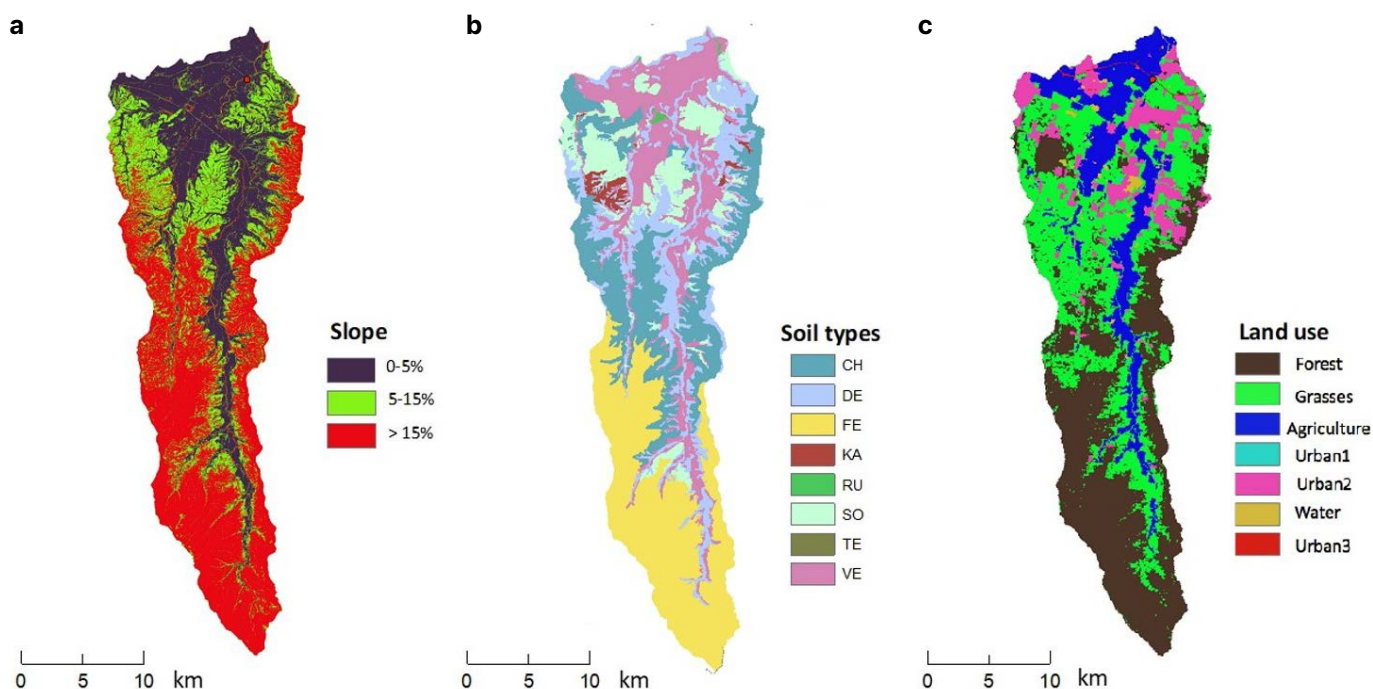 a
b
c
Slope
0-5%
5-15%
> 15%
Soil types
CH
DE
FE
KA
RU
SO
TE
VE
Land use
Forest
Grasses
Agriculture
Urban1
Urban2
Water
Urban3
0 5 10 km
0 5 10 km
0 5 10 km